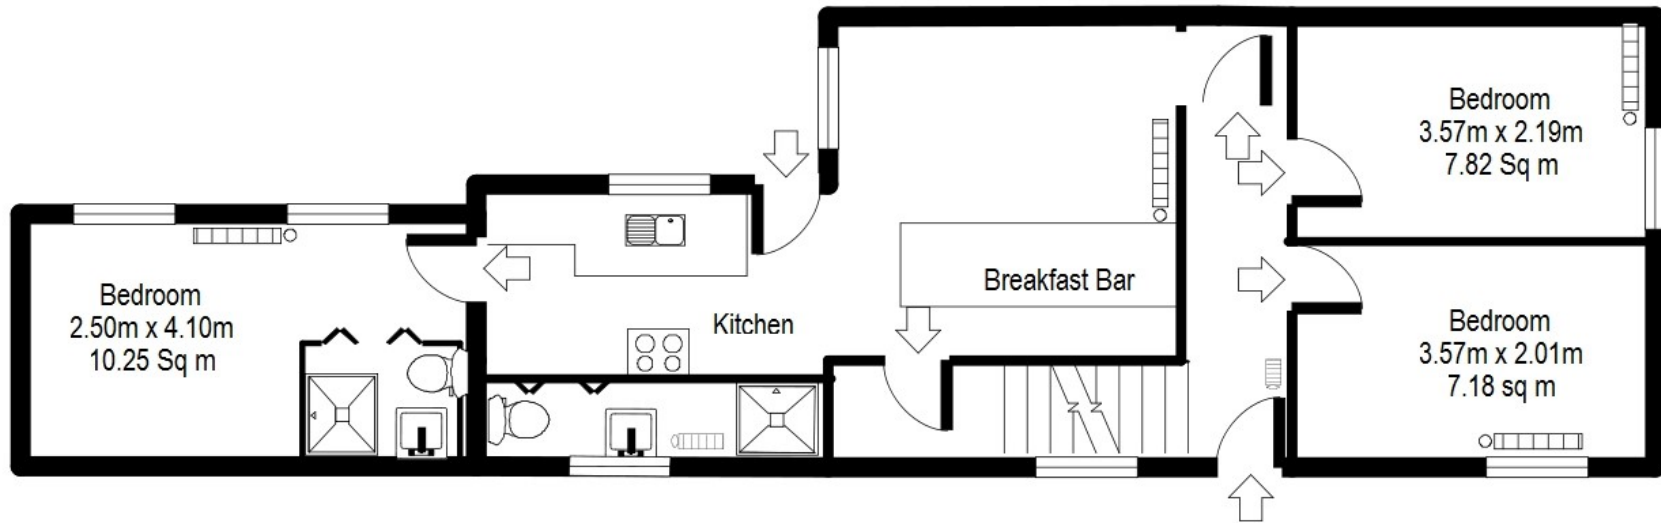 Bedroom
2.50m x 4.10m
10.25 Sq m
Kitchen
Breakfast Bar
Bedroom
3.57m x 2.19m
7.82 Sq m
Bedroom
3.57m x 2.01m
7.18 sq m